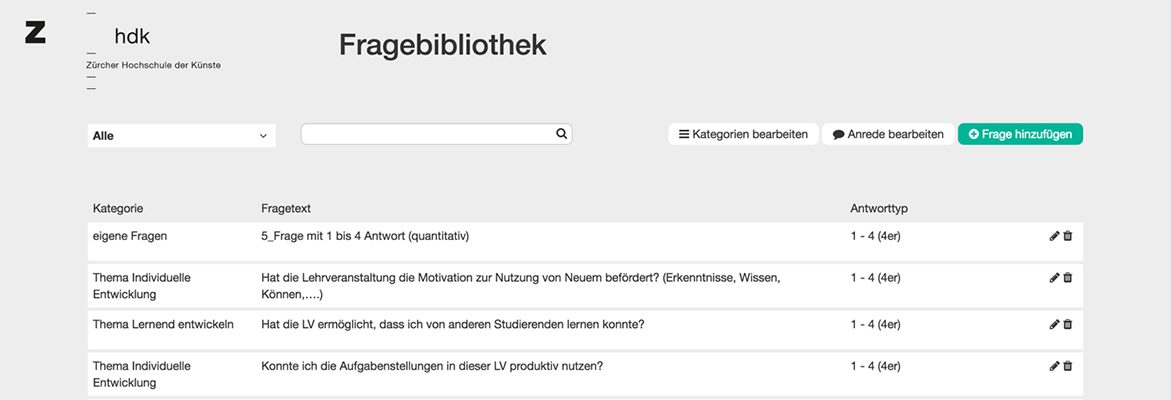 Z
hdk
Zürcher Hochschule der Künste
Fragebibliothek
Alle
Kategorien bearbeiten
Anrede bearbeiten
Frage hinzufügen
Kategorie Fragetext Antworttyp
eigene Fragen 5_Frage mit 1 bis 4 Antwort (quantitativ) 1 - 4 (4er)
Thema Individuelle Hat die Lehrveranstaltung die Motivation zur Nutzung von Neuem befördert? (Erkenntnisse, Wissen, 1 - 4 (4er)
Entwicklung Können,....)
Thema Lernend entwickeln Hat die LV ermöglicht, dass ich von anderen Studierenden lernen konnte? 1 - 4 (4er)
Thema Individuelle Konnte ich die Aufgabenstellungen in dieser LV produktiv nutzen? 1 - 4 (4er)
Entwicklung